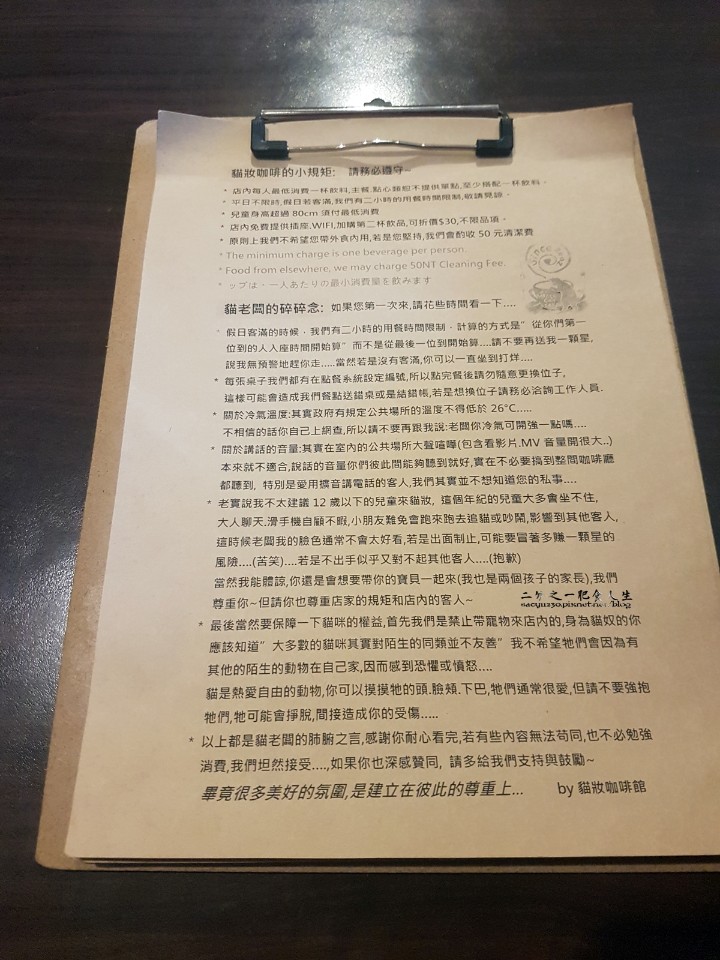 貓妝咖啡的小規矩: 請務必遵守~
* 店內每人最低消費一杯飲料,主餐.點心類恕不提供單點,至少搭配一杯飲料。
* 平日不限時,假日若客滿,我們有二小時的用餐時間限制,敬請見諒。
* 兒童身高超過 80cm 須付最低消費
* 店內免費提供插座.WIFI,加購第二杯飲品,可折價$30,不限品項。
* 原則上我們不希望您帶外食內用,若是您堅持,我們會酌收 50 元清潔費
* The minimum charge is one beverage per person.
* Food from elsewhere, we may charge 50NT Cleaning Fee.
* ップは、一人あたりの最小消費量を飲みます
貓老闆的碎碎念: 如果您第一次來,請花些時間看一下....
* 假日客滿的時候,我們有二小時的用餐時間限制,計算的方式是" 從你們第一
位到的人入座時間開始算" 而不是從最後一位到開始算....請不要再送我一顆星,
說我無預警地趕你走.....當然若是沒有客滿,你可以一直坐到打烊....
* 每張桌子我們都有在點餐系統設定編號,所以點完餐後請勿隨意更換位子,
這樣可能會造成我們餐點送錯桌或是結錯帳,若是想換位子請務必洽詢工作人員.
* 關於冷氣溫度:其實政府有規定公共場所的溫度不得低於 26°C.....
不相信的話你自己上網查,所以請不要再跟我說:老闆你冷氣可開強一點嗎....
* 關於講話的音量:其實在室內的公共場所大聲喧嘩(包含看影片.MV 音量開很大..)
本來就不適合,說話的音量你們彼此間能夠聽到就好,實在不必要搞到整間咖啡廳
都聽到, 特別是愛用擴音講電話的客人,我們其實並不想知道您的私事....
* 老實說我不太建議 12 歲以下的兒童來貓妝, 這個年紀的兒童大多會坐不住,
大人聊天.滑手機自顧不暇,小朋友難免會跑來跑去追貓或吵鬧,影響到其他客人,
這時候老闆我的臉色通常不會太好看,若是出面制止,可能要冒著多賺一顆星的
風險....(苦笑)....若是不出手似乎又對不起其他客人....(抱歉)
當然我能體諒,你還是會想要帶你的寶貝一起來(我也是兩個孩子的家長),我們
尊重你~但請你也尊重店家的規矩和店內的客人~
二分之一肥食人生
saoyu330.pixnet.net/blog
* 最後當然要保障一下貓咪的權益,首先我們是禁止帶寵物來店內的,身為貓奴的你
應該知道" 大多數的貓咪其實對陌生的同類並不友善" 我不希望牠們會因為有
其他的陌生的動物在自己家,因而感到恐懼或憤怒....
貓是熱愛自由的動物,你可以摸摸牠的頭.臉頰.下巴,牠們通常很愛,但請不要強抱
牠們,牠可能會掙脫,間接造成你的受傷.....
* 以上都是貓老闆的肺腑之言,感謝你耐心看完,若有些內容無法苟同,也不必勉強
消費,我們坦然接受....,如果你也深感贊同, 請多給我們支持與鼓勵~
畢竟很多美好的氛圍,是建立在彼此的尊重上... by 貓妝咖啡館